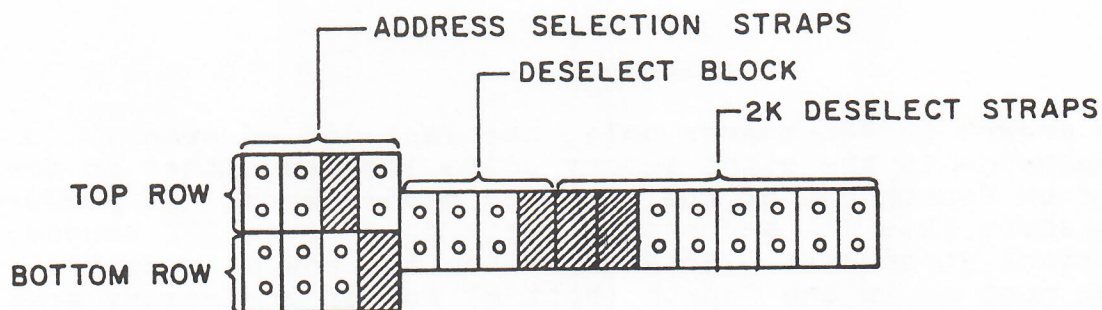 ADDRESS SELECTION STRAPS
DESELECT BLOCK
2K DESELECT STRAPS
TOP ROW
BOTTOM ROW